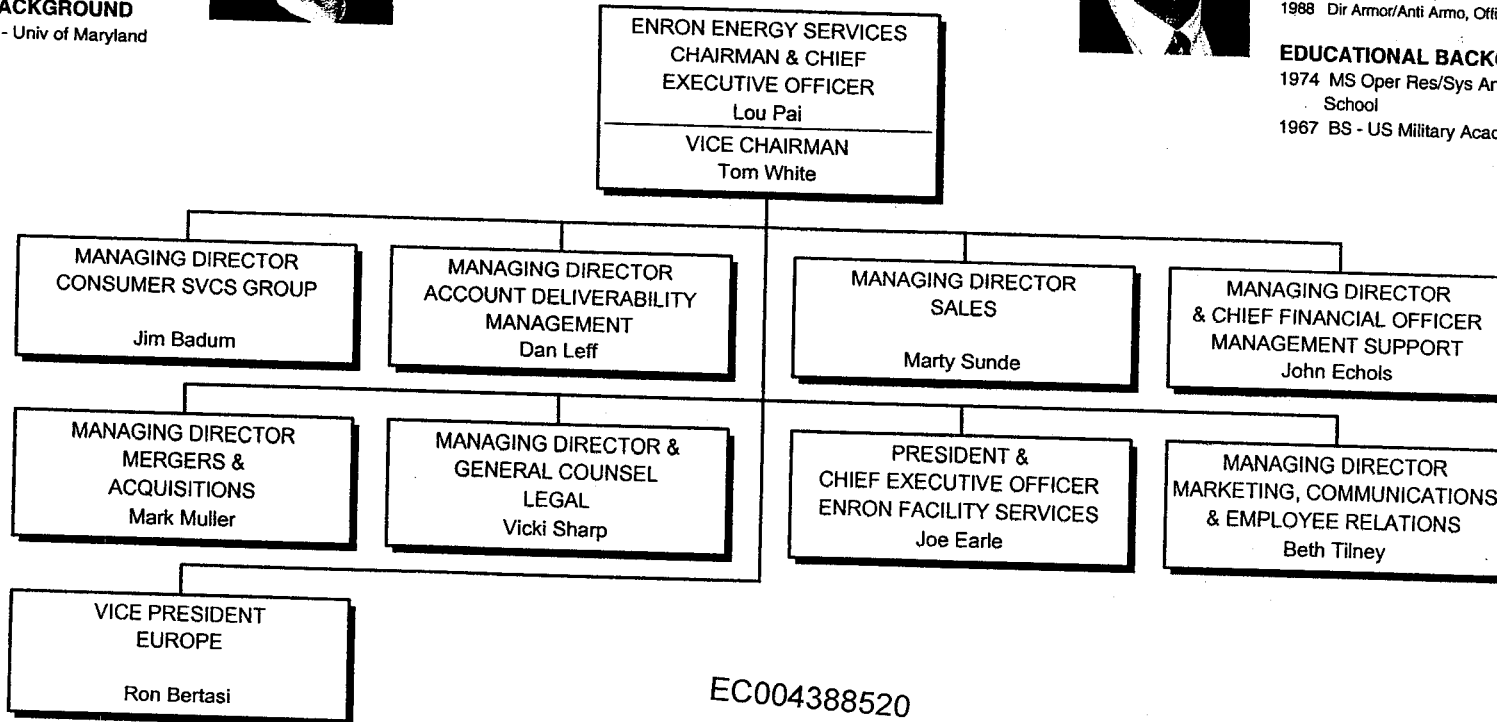 ACKGROUND
- Univ of Maryland
1988 Dir Armor/Anti Armo, Offi
EDUCATIONAL BACK
1974 MS Oper Res/Sys An
School
1967 BS - US Military Acad
ENRON ENERGY SERVICES
CHAIRMAN & CHIEF
EXECUTIVE OFFICER
Lou Pai
VICE CHAIRMAN
Tom White
MANAGING DIRECTOR
CONSUMER SVCS GROUP
Jim Badum
MANAGING DIRECTOR
ACCOUNT DELIVERABILITY
MANAGEMENT
Dan Leff
MANAGING DIRECTOR
SALES
Marty Sunde
MANAGING DIRECTOR
& CHIEF FINANCIAL OFFICER
MANAGEMENT SUPPORT
John Echols
MANAGING DIRECTOR
MERGERS &
ACQUISITIONS
Mark Muller
MANAGING DIRECTOR &
GENERAL COUNSEL
LEGAL
Vicki Sharp
PRESIDENT &
CHIEF EXECUTIVE OFFICER
ENRON FACILITY SERVICES
Joe Earle
MANAGING DIRECTOR
MARKETING, COMMUNICATIONS
& EMPLOYEE RELATIONS
Beth Tilney
VICE PRESIDENT
EUROPE
Ron Bertasi
EC004388520